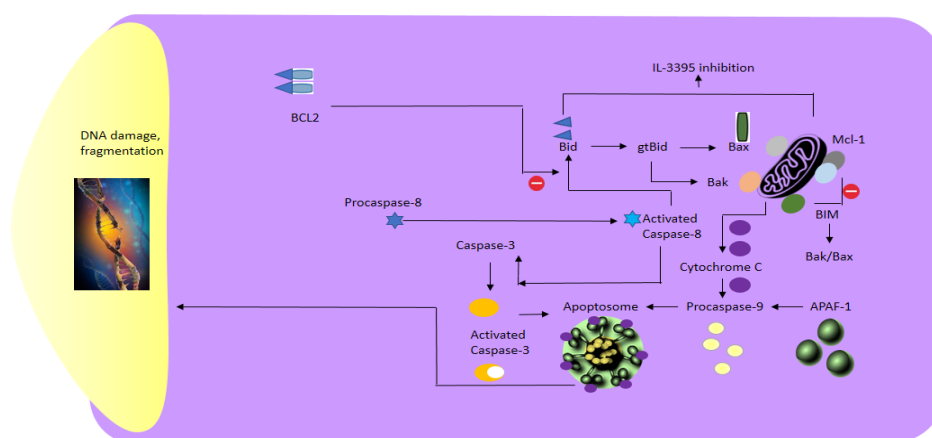 IL-3395 inhibition
BCL2
DNA damage,
fragmentation
Bid
gtBid
Bax
Mcl-1
Bak
Procaspase-8
Activated
Caspase-8
BIM
Bak/Bax
Caspase-3
Cytochrome C
Apoptosome
Procaspase-9
APAF-1
Activated
Caspase-3